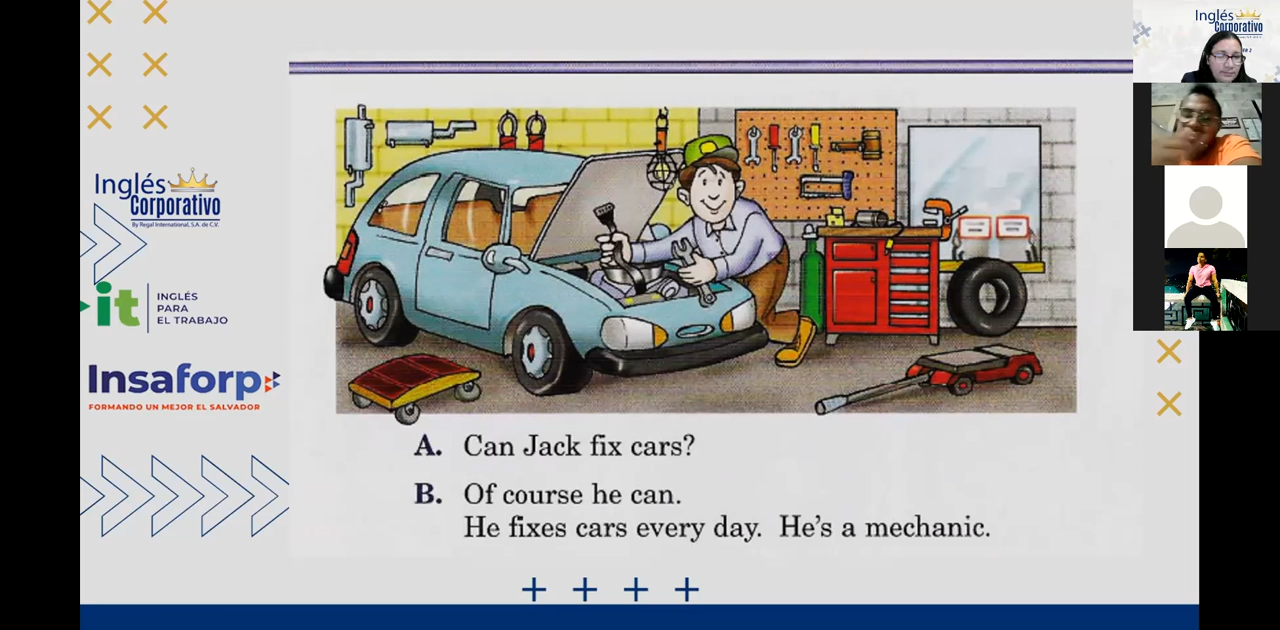 Inglés
Corporativo
By Regal International, S.A. de C.V.
it
INGLÉS
PARA
EL TRABAJO
Insaforp
FORMANDO UN MEJOR EL SALVADOR
A. Can Jack fix cars?
B. Of course he can.
He fixes cars every day. He's a mechanic.
Inglés
Corporativo